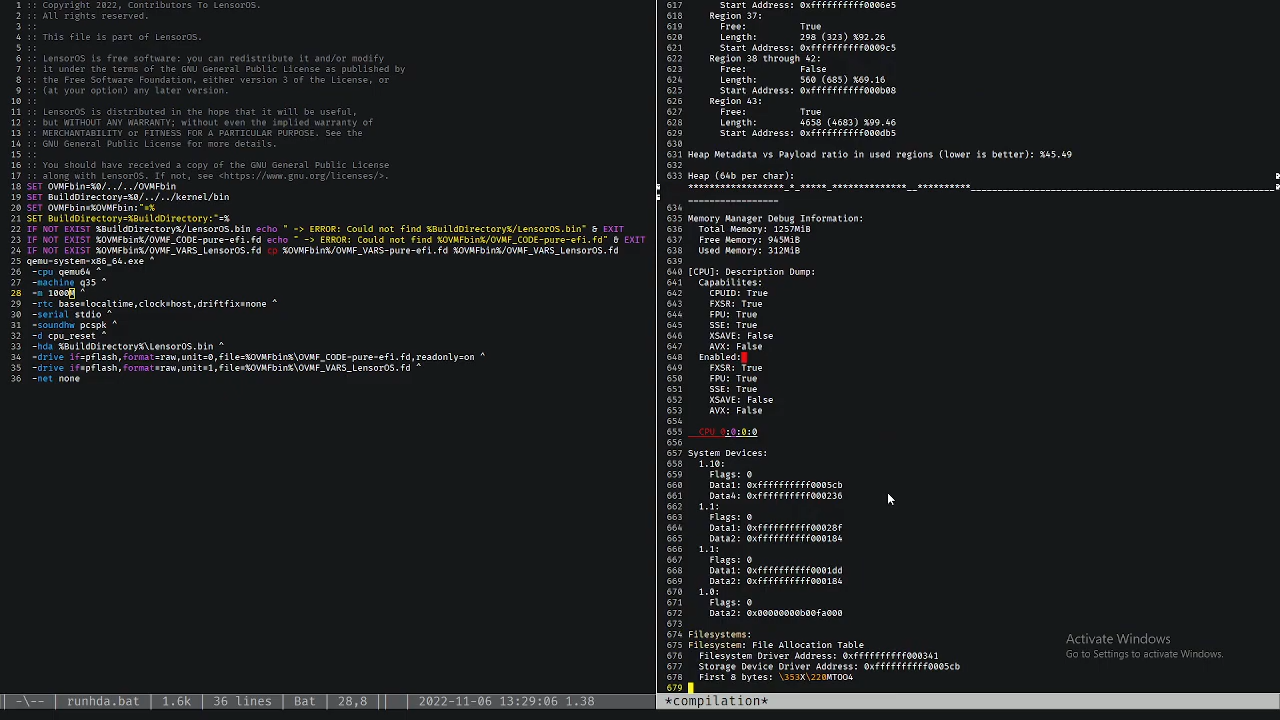 1 :: Copyright 2022, Contributors To LensorOS.
2 :: All rights reserved.
3 ::
4 :: This file is part of LensorOS.
5 ::
6 :: LensorOS is free software: you can redistribute it and/or modify
7 :: it under the terms of the GNU General Public License as published by
8 :: the Free Software Foundation, either version 3 of the License, or
9 :: (at your option) any later version.
10 ::
11 :: LensorOS is distributed in the hope that it will be useful,
12 :: but WITHOUT ANY WARRANTY; without even the implied warranty of
13 :: MERCHANTABILITY or FITNESS FOR A PARTICULAR PURPOSE. See the
14 :: GNU General Public License for more details.
15 ::
16 :: You should have received a copy of the GNU General Public License
17 :: along with LensorOS. If not, see <https://www.gnu.org/licenses/>.
18 SET OVMFbin=%0/../../OVMFbin
19 SET BuildDirectory=%0/../../kernel/bin
20 SET OVMFbin=%OVMFbin:"=%
21 SET BuildDirectory=%BuildDirectory:"=%
22 IF NOT EXIST %BuildDirectory%/LensorOS.bin echo " -> ERROR: Could not find %BuildDirectory%/LensorOS.bin" & EXIT
23 IF NOT EXIST %OVMFbin%/OVMF_CODE-pure-efi.fd echo " -> ERROR: Could not find %OVMFbin%/OVMF_CODE-pure-efi.fd" & EXIT
24 IF NOT EXIST %OVMFbin%/OVMF_VARS_LensorOS.fd cp %OVMFbin%/OVMF_VARS-pure-efi.fd %OVMFbin%/OVMF_VARS_LensorOS.fd
25 qemu-system-x86_64.exe ^
26 -cpu qemu64 ^
27 -machine q35 ^
28 -m 1000M ^
29 -rtc base=localtime,clock=host,driftfix=none ^
30 -serial stdio ^
31 -soundhw pcspk ^
32 -d cpu_reset ^
33 -hda %BuildDirectory%\LensorOS.bin ^
34 -drive if=pflash,format=raw,unit=0,file=%OVMFbin%\OVMF_CODE-pure-efi.fd,readonly=on ^
35 -drive if=pflash,format=raw,unit=1,file=%OVMFbin%\OVMF_VARS_LensorOS.fd ^
36 -net none
-\-- runhda.bat 1.6k 36 lines Bat 28,8 2022-11-06 13:29:06 1.38
617 Start Address: 0xffffffffff0006e5
618 Region 37:
619 Free: True
620 Length: 298 (323) %92.26
621 Start Address: 0xffffffffff0009c5
622 Region 38 through 42:
623 Free: False
624 Length: 560 (685) %69.16
625 Start Address: 0xffffffffff000b08
626 Region 43:
627 Free: True
628 Length: 4658 (4683) %99.46
629 Start Address: 0xffffffffff000db5
630
631 Heap Metadata vs Payload ratio in used regions (lower is better): %45.49
632
633 Heap (64b per char):
634
635 Memory Manager Debug Information:
636 Total Memory: 1257MiB
637 Free Memory: 945MiB
638 Used Memory: 312MiB
639
640 [CPU]: Description Dump:
641 Capabilites:
642 CPUID: True
643 FXSR: True
644 FPU: True
645 SSE: True
646 XSAVE: False
647 AVX: False
648 Enabled:
649 FXSR: True
650 FPU: True
651 SSE: True
652 XSAVE: False
653 AVX: False
654
655 CPU 0:0:0:0
656
657 System Devices:
658 1.10:
659 Flags: 0
660 Data1: 0xffffffffff0005cb
661 Data4: 0xffffffffff000236
662 1.1:
663 Flags: 0
664 Data1: 0xffffffffff00028f
665 Data2: 0xffffffffff000184
666 1.1:
667 Flags: 0
668 Data1: 0xffffffffff0001dd
669 Data2: 0xffffffffff000184
670 1.0:
671 Flags: 0
672 Data2: 0x00000000b00fa000
673
674 Filesystems:
675 Filesystem: File Allocation Table
676 Filesystem Driver Address: 0xffffffffff000341
677 Storage Device Driver Address: 0xffffffffff0005cb
678 First 8 bytes: \353X\220MTOO4
679
*compilation*
Activate Windows
Go to Settings to activate Windows.